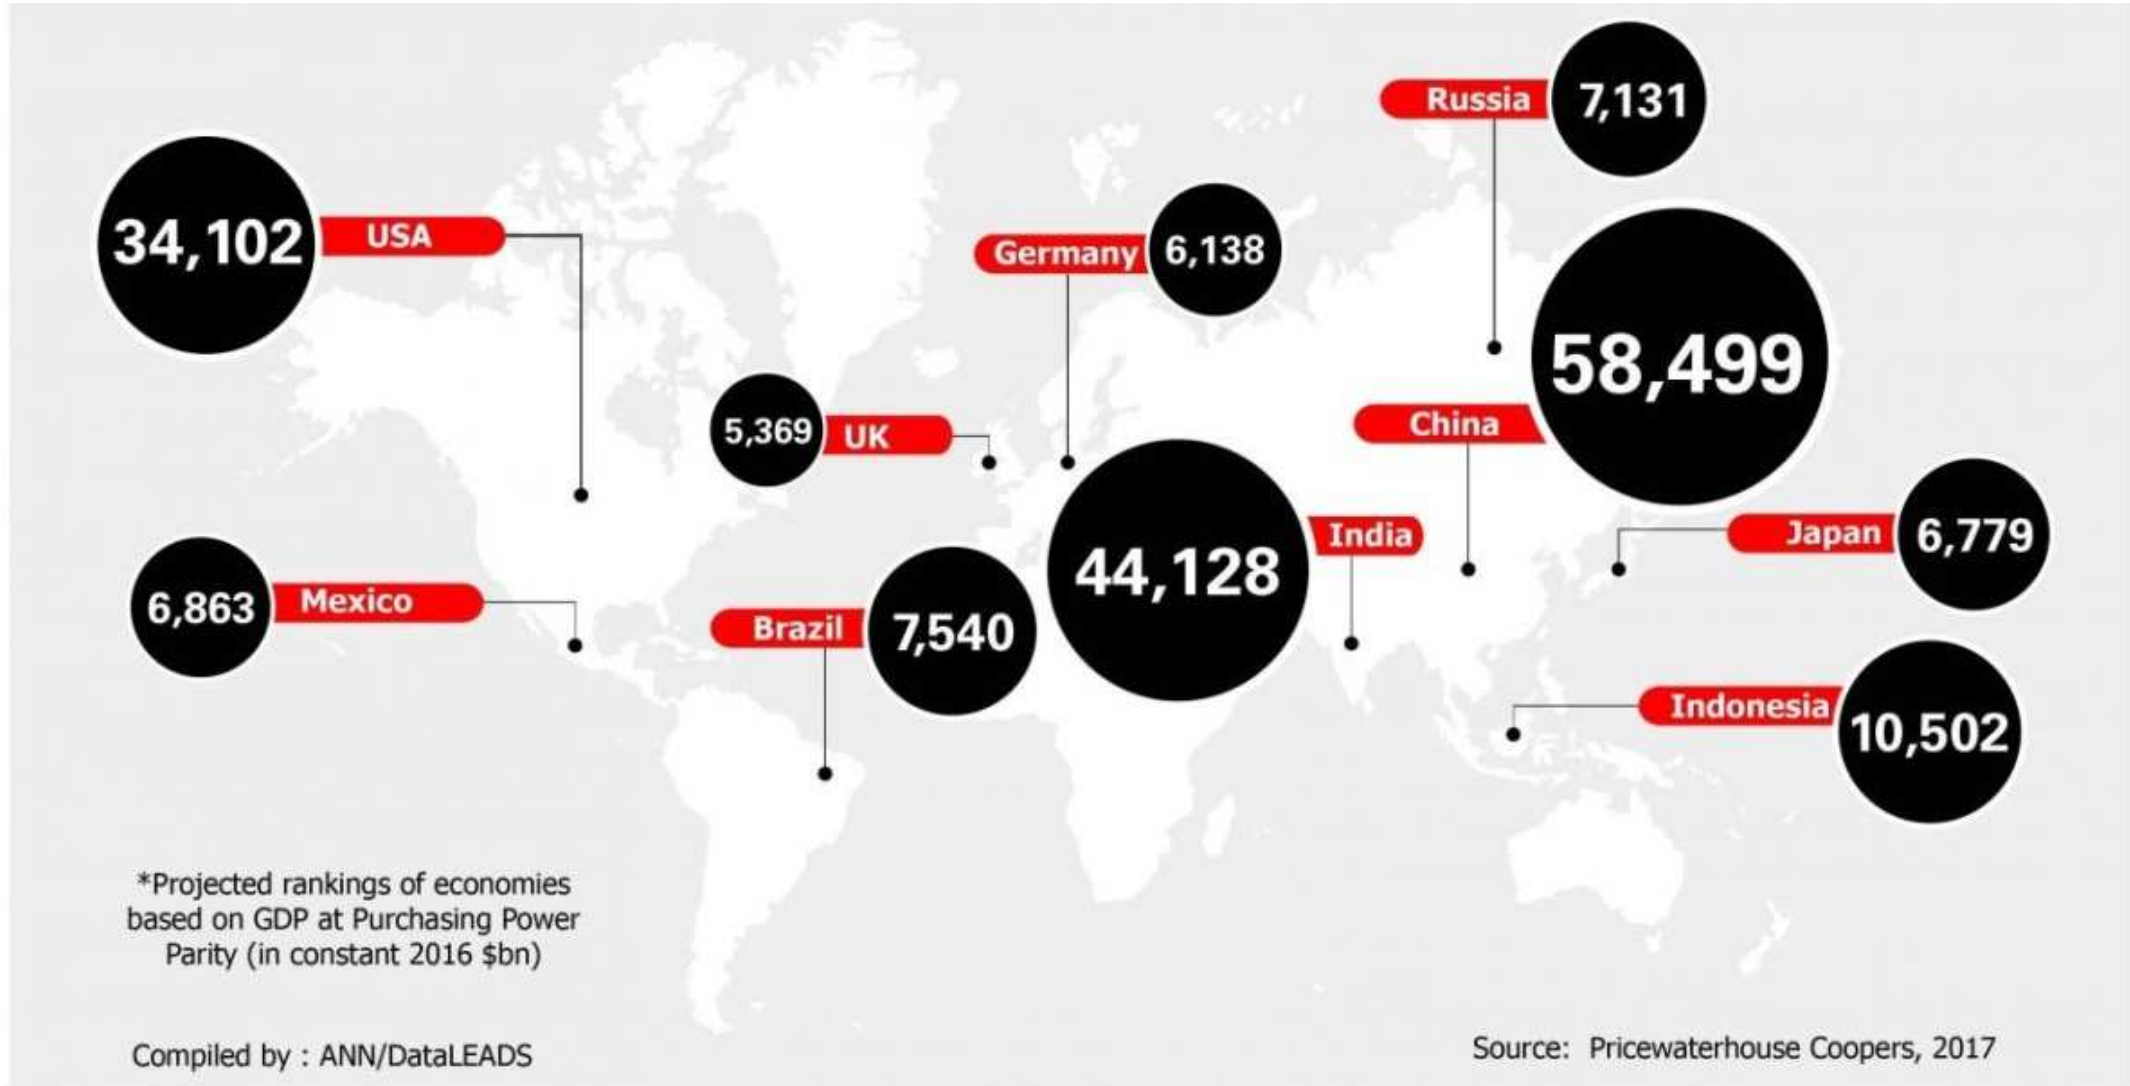 Russia 7,131
34,102 USA
Germany 6,138
58,499
China
5,369 UK
India
44,128
Japan 6,779
6,863 Mexico
Brazil 7,540
Indonesia
10,502
*Projected rankings of economies
based on GDP at Purchasing Power
Parity (in constant 2016 $bn)
Compiled by : ANN/DataLEADS
Source: Pricewaterhouse Coopers, 2017